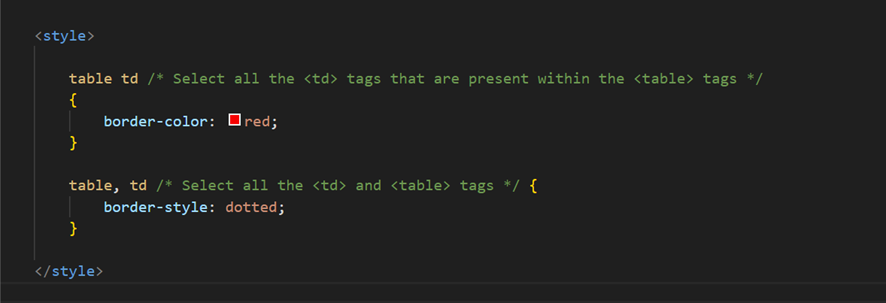 <style>
table td /* Select all the <td> tags that are present within the <table> tags */
{
border-color: red;
}
table, td /* Select all the <td> and <table> tags */ {
border-style: dotted;
}
</style>